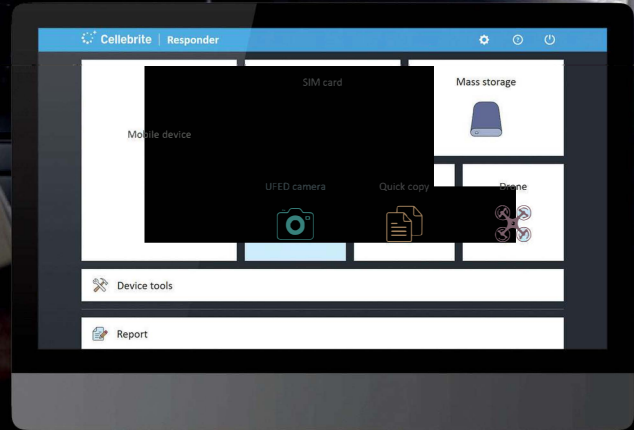 Cellebrite | Responder
SIM card
Mass storage
Mobile device
UFED camera
Quick copy
Drone
Device tools
Report